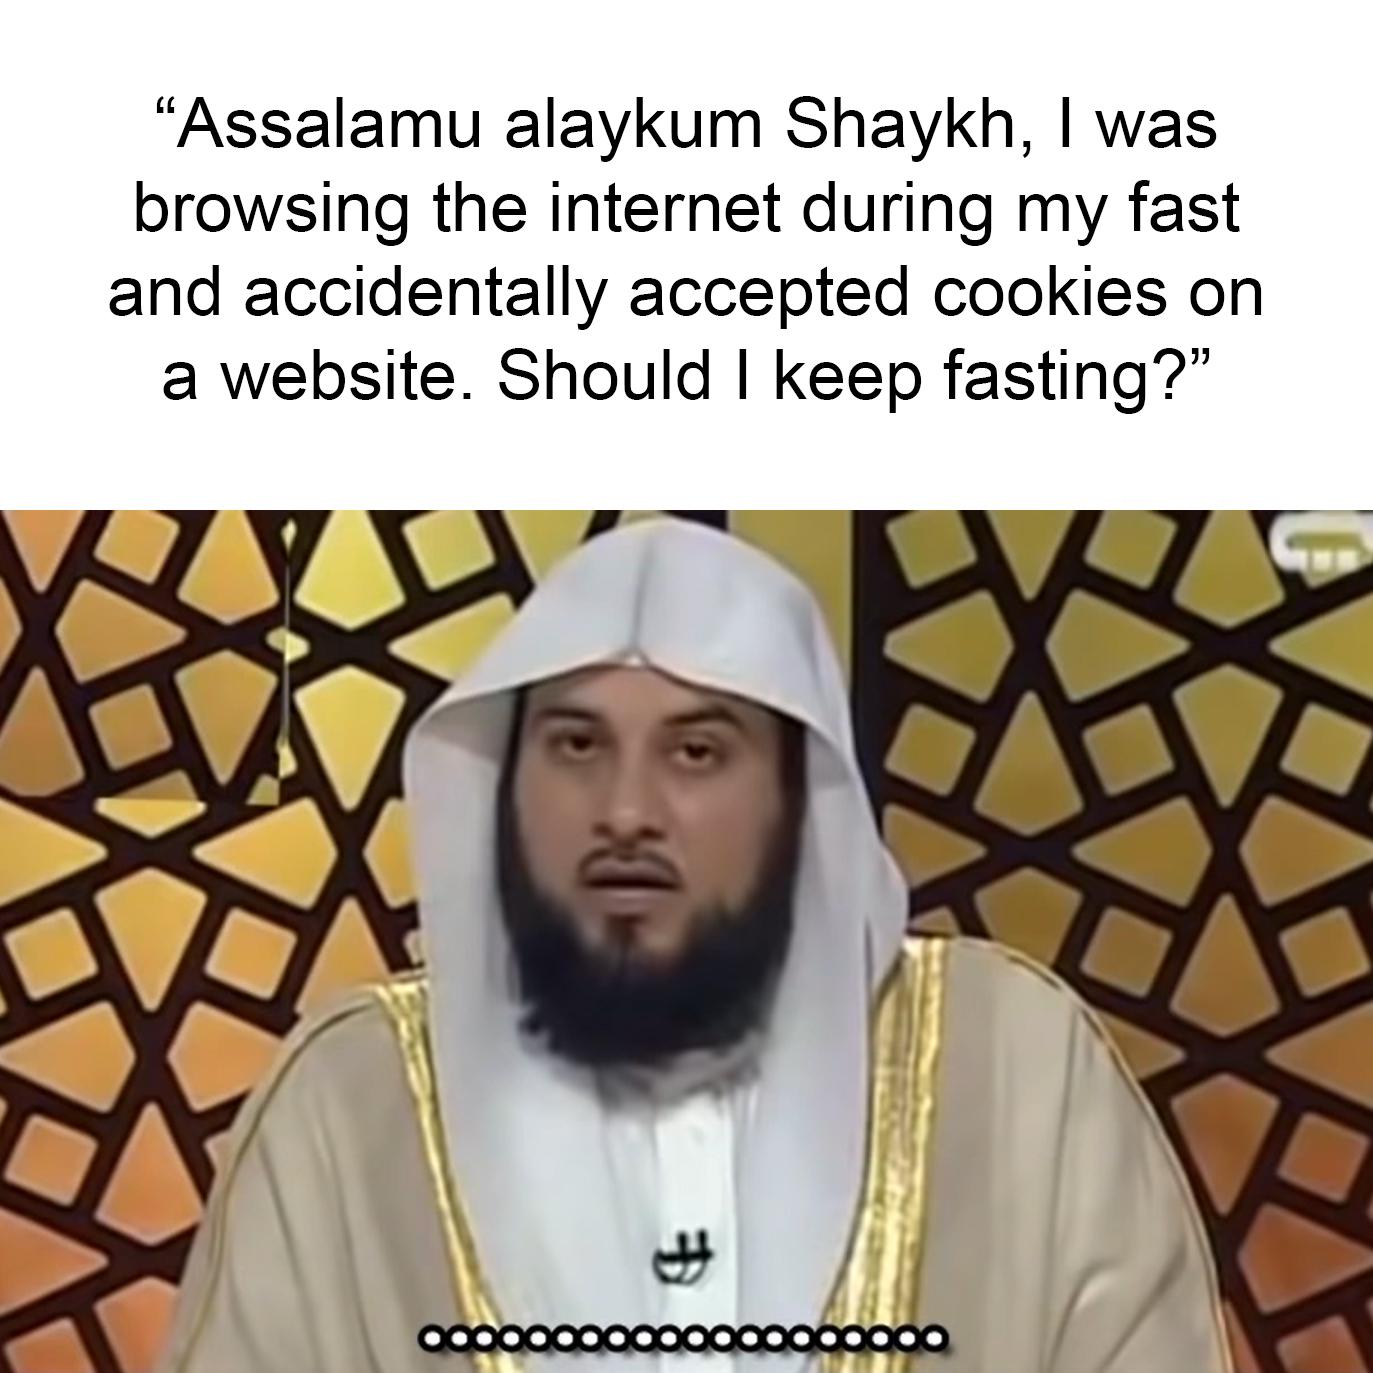 “Assalamu alaykum Shaykh, I was
browsing the internet during my fast
and accidentally accepted cookies on
a website. Should I keep fasting?”